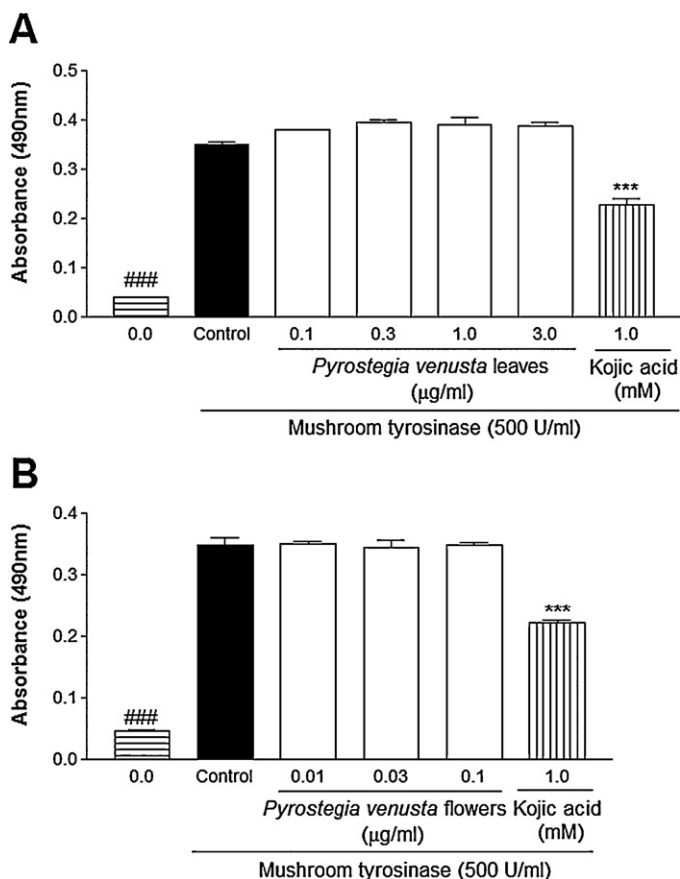 A
Absorbance (490nm)
0.5
0.4
0.3
0.2
0.1
0.0
###
***
0.0 Control 0.1 0.3 1.0 3.0 1.0
Pyrostegia venusta leaves Kojic acid
(µg/ml) (mM)
Mushroom tyrosinase (500 U/ml)
B
Absorbance (490nm)
0.4
0.3
0.2
0.1
0.0
###
***
0.0 Control 0.01 0.03 0.1 1.0
Pyrostegia venusta flowers Kojic acid
(µg/ml) (mM)
Mushroom tyrosinase (500 U/ml)